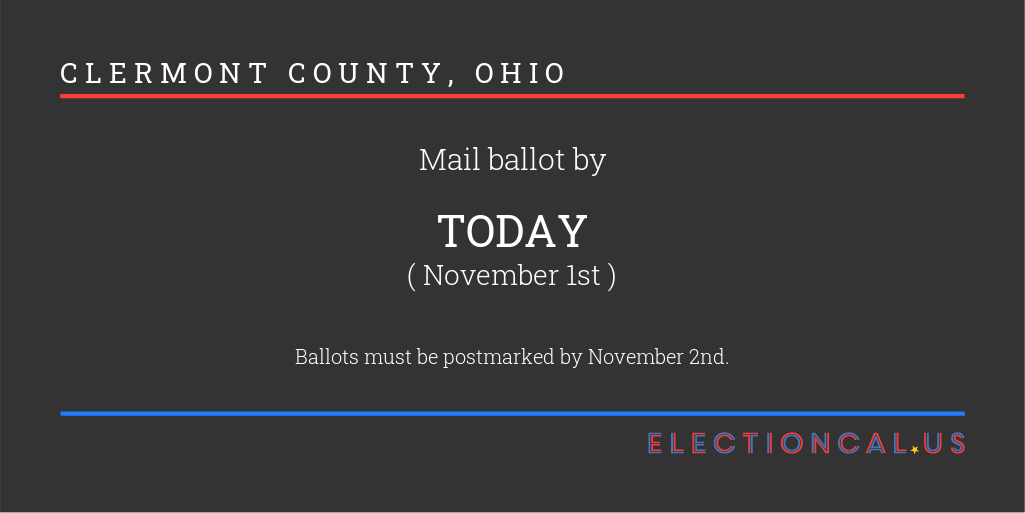 CLERMONT COUNTY, OHIO
Mail ballot by
TODAY
( November 1st )
Ballots must be postmarked by November 2nd.
ELECTIONCAL.US